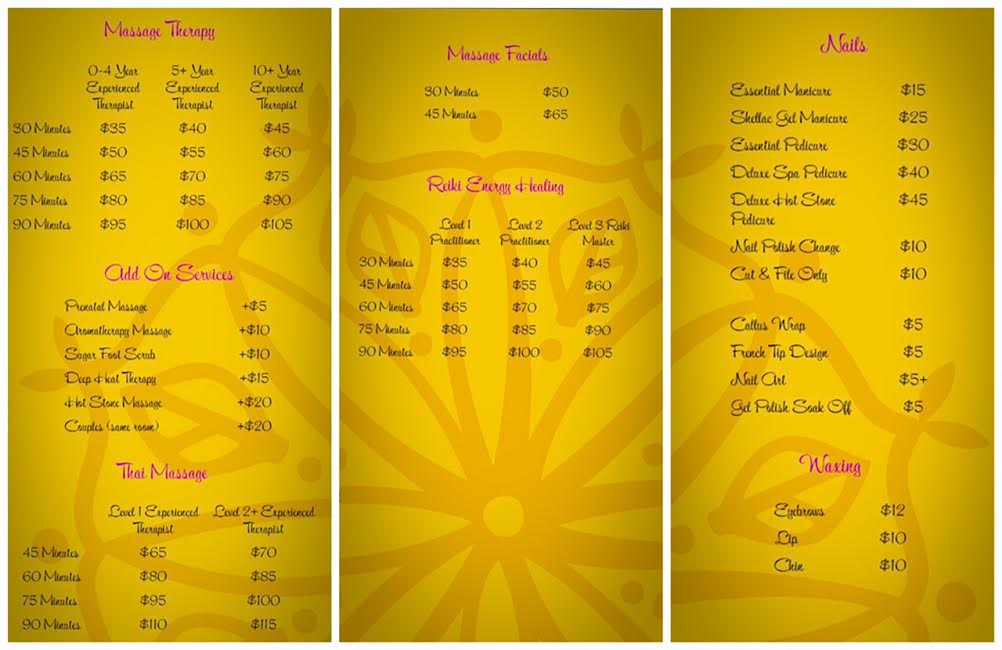 Massage Therapy
0-4 Year 5+ Year 10+ Year
Experienced Experienced Experienced
Therapist Therapist Therapist
30 Minutes $35 $40 $45
45 Minutes $50 $55 $60
60 Minutes $65 $70 $75
75 Minutes $80 $85 $90
90 Minutes $95 $100 $105
Add On Services
Prenatal Massage +$5
Aromatherapy Massage +$10
Sugar Foot Scrub +$10
Deep Heat Therapy +$15
Hot Stone Massage +$20
Couples (same room) +$20
Thai Massage
Level 1 Experienced Level 2+ Experienced
Therapist Therapist
45 Minutes $65 $70
60 Minutes $80 $85
75 Minutes $95 $100
90 Minutes $110 $115
Massage Facials
30 Minutes $50
45 Minutes $65
Reiki Energy Healing
Level 1 Level 2 Level 3 Reiki
Practitioner Practitioner Master
30 Minutes $35 $40 $45
45 Minutes $50 $55 $60
60 Minutes $65 $70 $75
75 Minutes $80 $85 $90
90 Minutes $95 $100 $105
Nails
Essential Manicure $15
Shellac Gel Manicure $25
Essential Pedicure $30
Deluxe Spa Pedicure $40
Deluxe Hot Stone $45
Pedicure
Nail Polish Change $10
Cut & File Only $10
Callus Wrap $5
French Tip Design $5
Nail Art $5+
Gel Polish Soak Off $5
Waxing
Eyebrows $12
Lip $10
Chin $10